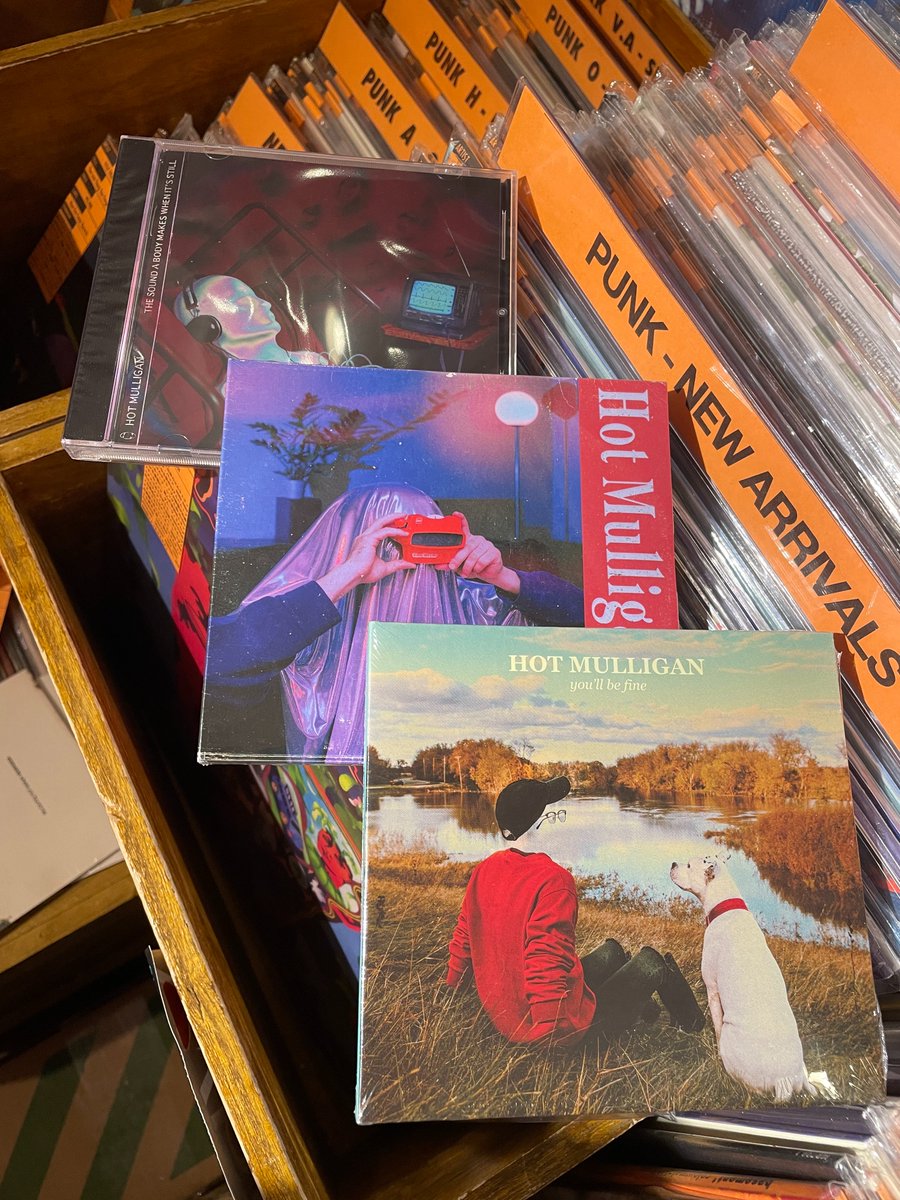 PUNK V.A - S
PUNK O -
PUNK H -
PUNK A
PUNK - NEW ARRIVALS
HOT MULLIGAN
THE SOUND A BODY MAKES WHEN IT'S STILL
Hot Mullig
HOT MULLIGAN
you'll be fine